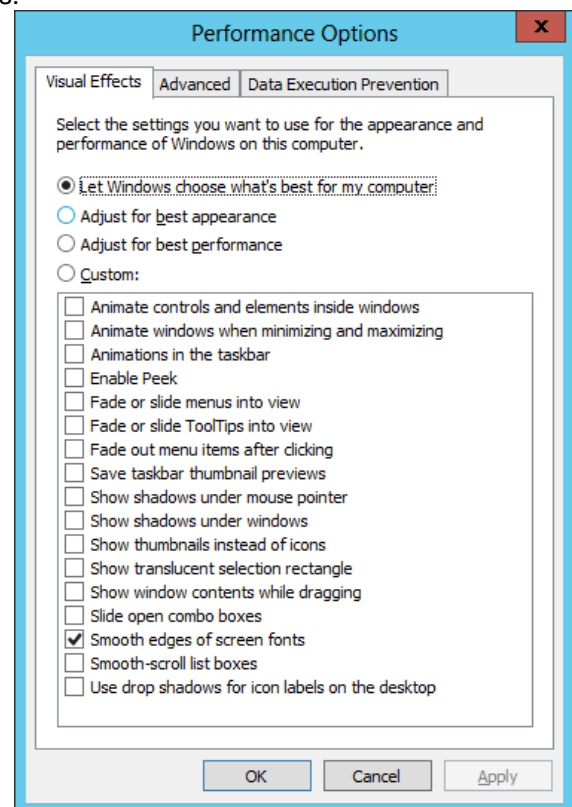 s.
Performance Options
x
Visual Effects Advanced Data Execution Prevention
Select the settings you want to use for the appearance and
performance of Windows on this computer.
Let Windows choose what's best for my computer
Adjust for best appearance
Adjust for best performance
Custom:
Animate controls and elements inside windows
Animate windows when minimizing and maximizing
Animations in the taskbar
Enable Peek
Fade or slide menus into view
Fade or slide ToolTips into view
Fade out menu items after clicking
Save taskbar thumbnail previews
Show shadows under mouse pointer
Show shadows under windows
Show thumbnails instead of icons
Show translucent selection rectangle
Show window contents while dragging
Slide open combo boxes
Smooth edges of screen fonts
Smooth-scroll list boxes
Use drop shadows for icon labels on the desktop
OK Cancel Apply